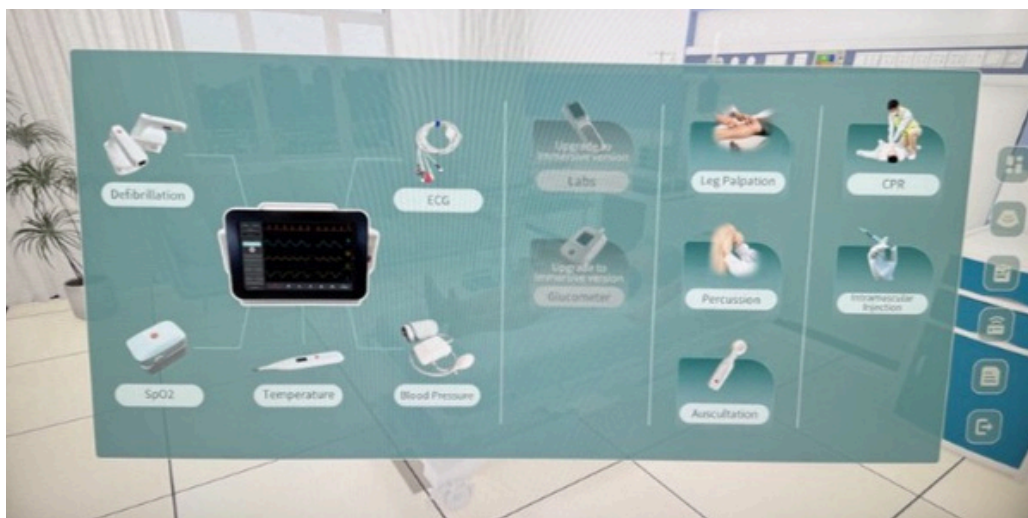 Defibrillation
ECG
SpO2
Temperature
Blood Pressure
Upgrade to
immersive version
Labs
Upgrade to
immersive version
Glucometer
Leg Palpation
Percussion
Auscultation
CPR
Intramuscular
Injection